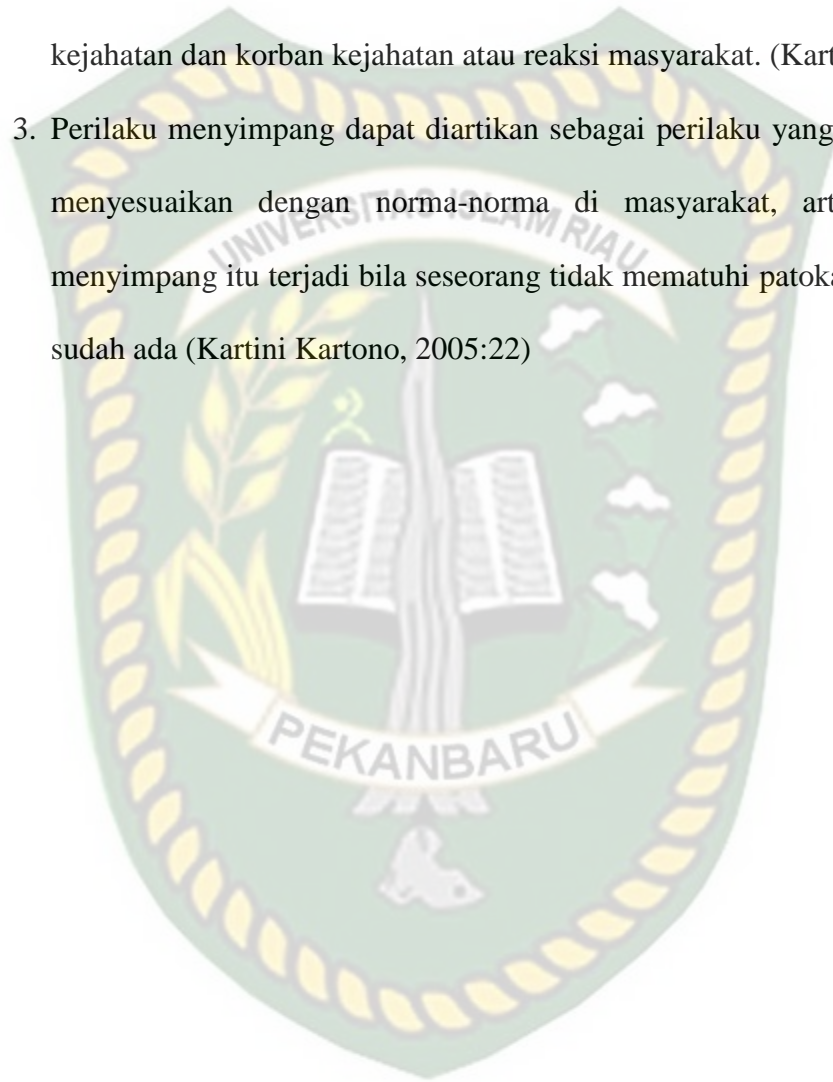 kejahatan dan korban kejahatan atau reaksi masyarakat. (Kart
3. Perilaku menyimpang dapat diartikan sebagai perilaku yang
menyesuaikan dengan norma-norma di masyarakat, art
UNIVERSITAS ISLAM RIAU
menyimpang itu terjadi bila seseorang tidak mematuhi patoka
sudah ada (Kartini Kartono, 2005:22)
PEKANBARU